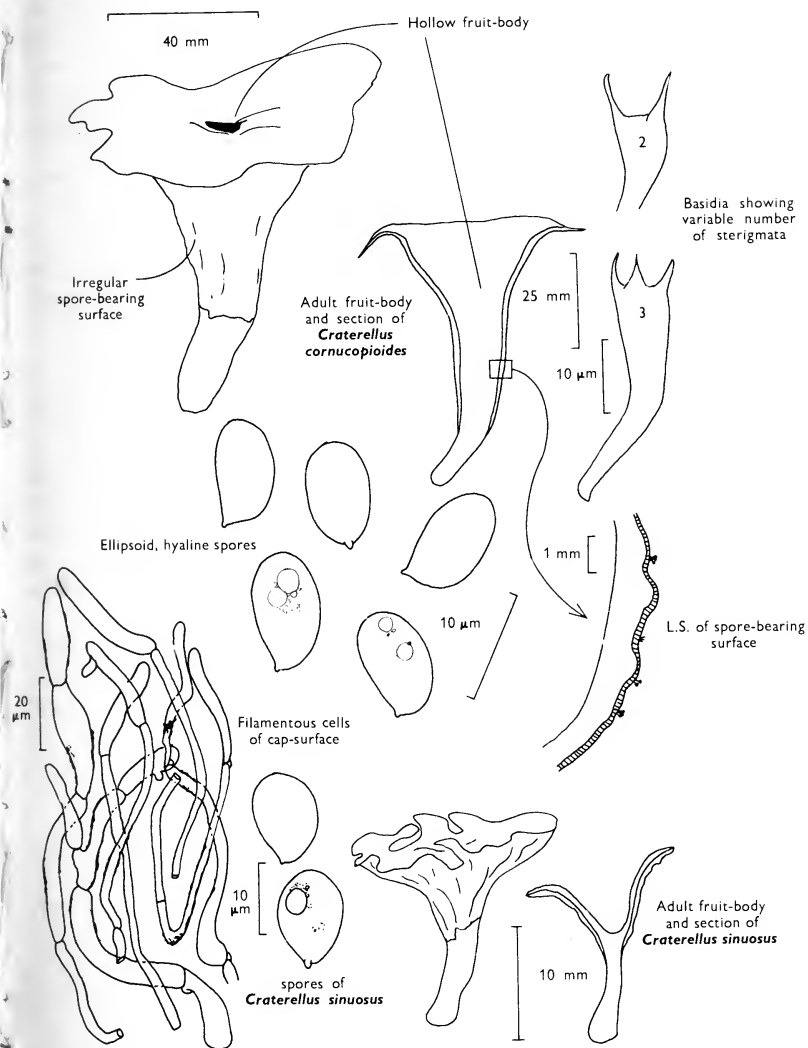 40 mm
Hollow fruit-body
2
Basidia showing
variable number
of sterigmata
Irregular
spore-bearing
surface
Adult fruit-body
and section of
Craterellus
cornucopioides
25 mm
3
10 μm
Ellipsoid, hyaline spores
1 mm
10 μm
L.S. of spore-bearing
surface
20
μm
Filamentous cells
of cap-surface
10
μm
spores of
Craterellus sinuosus
10 mm
Adult fruit-body
and section of
Craterellus sinuosus